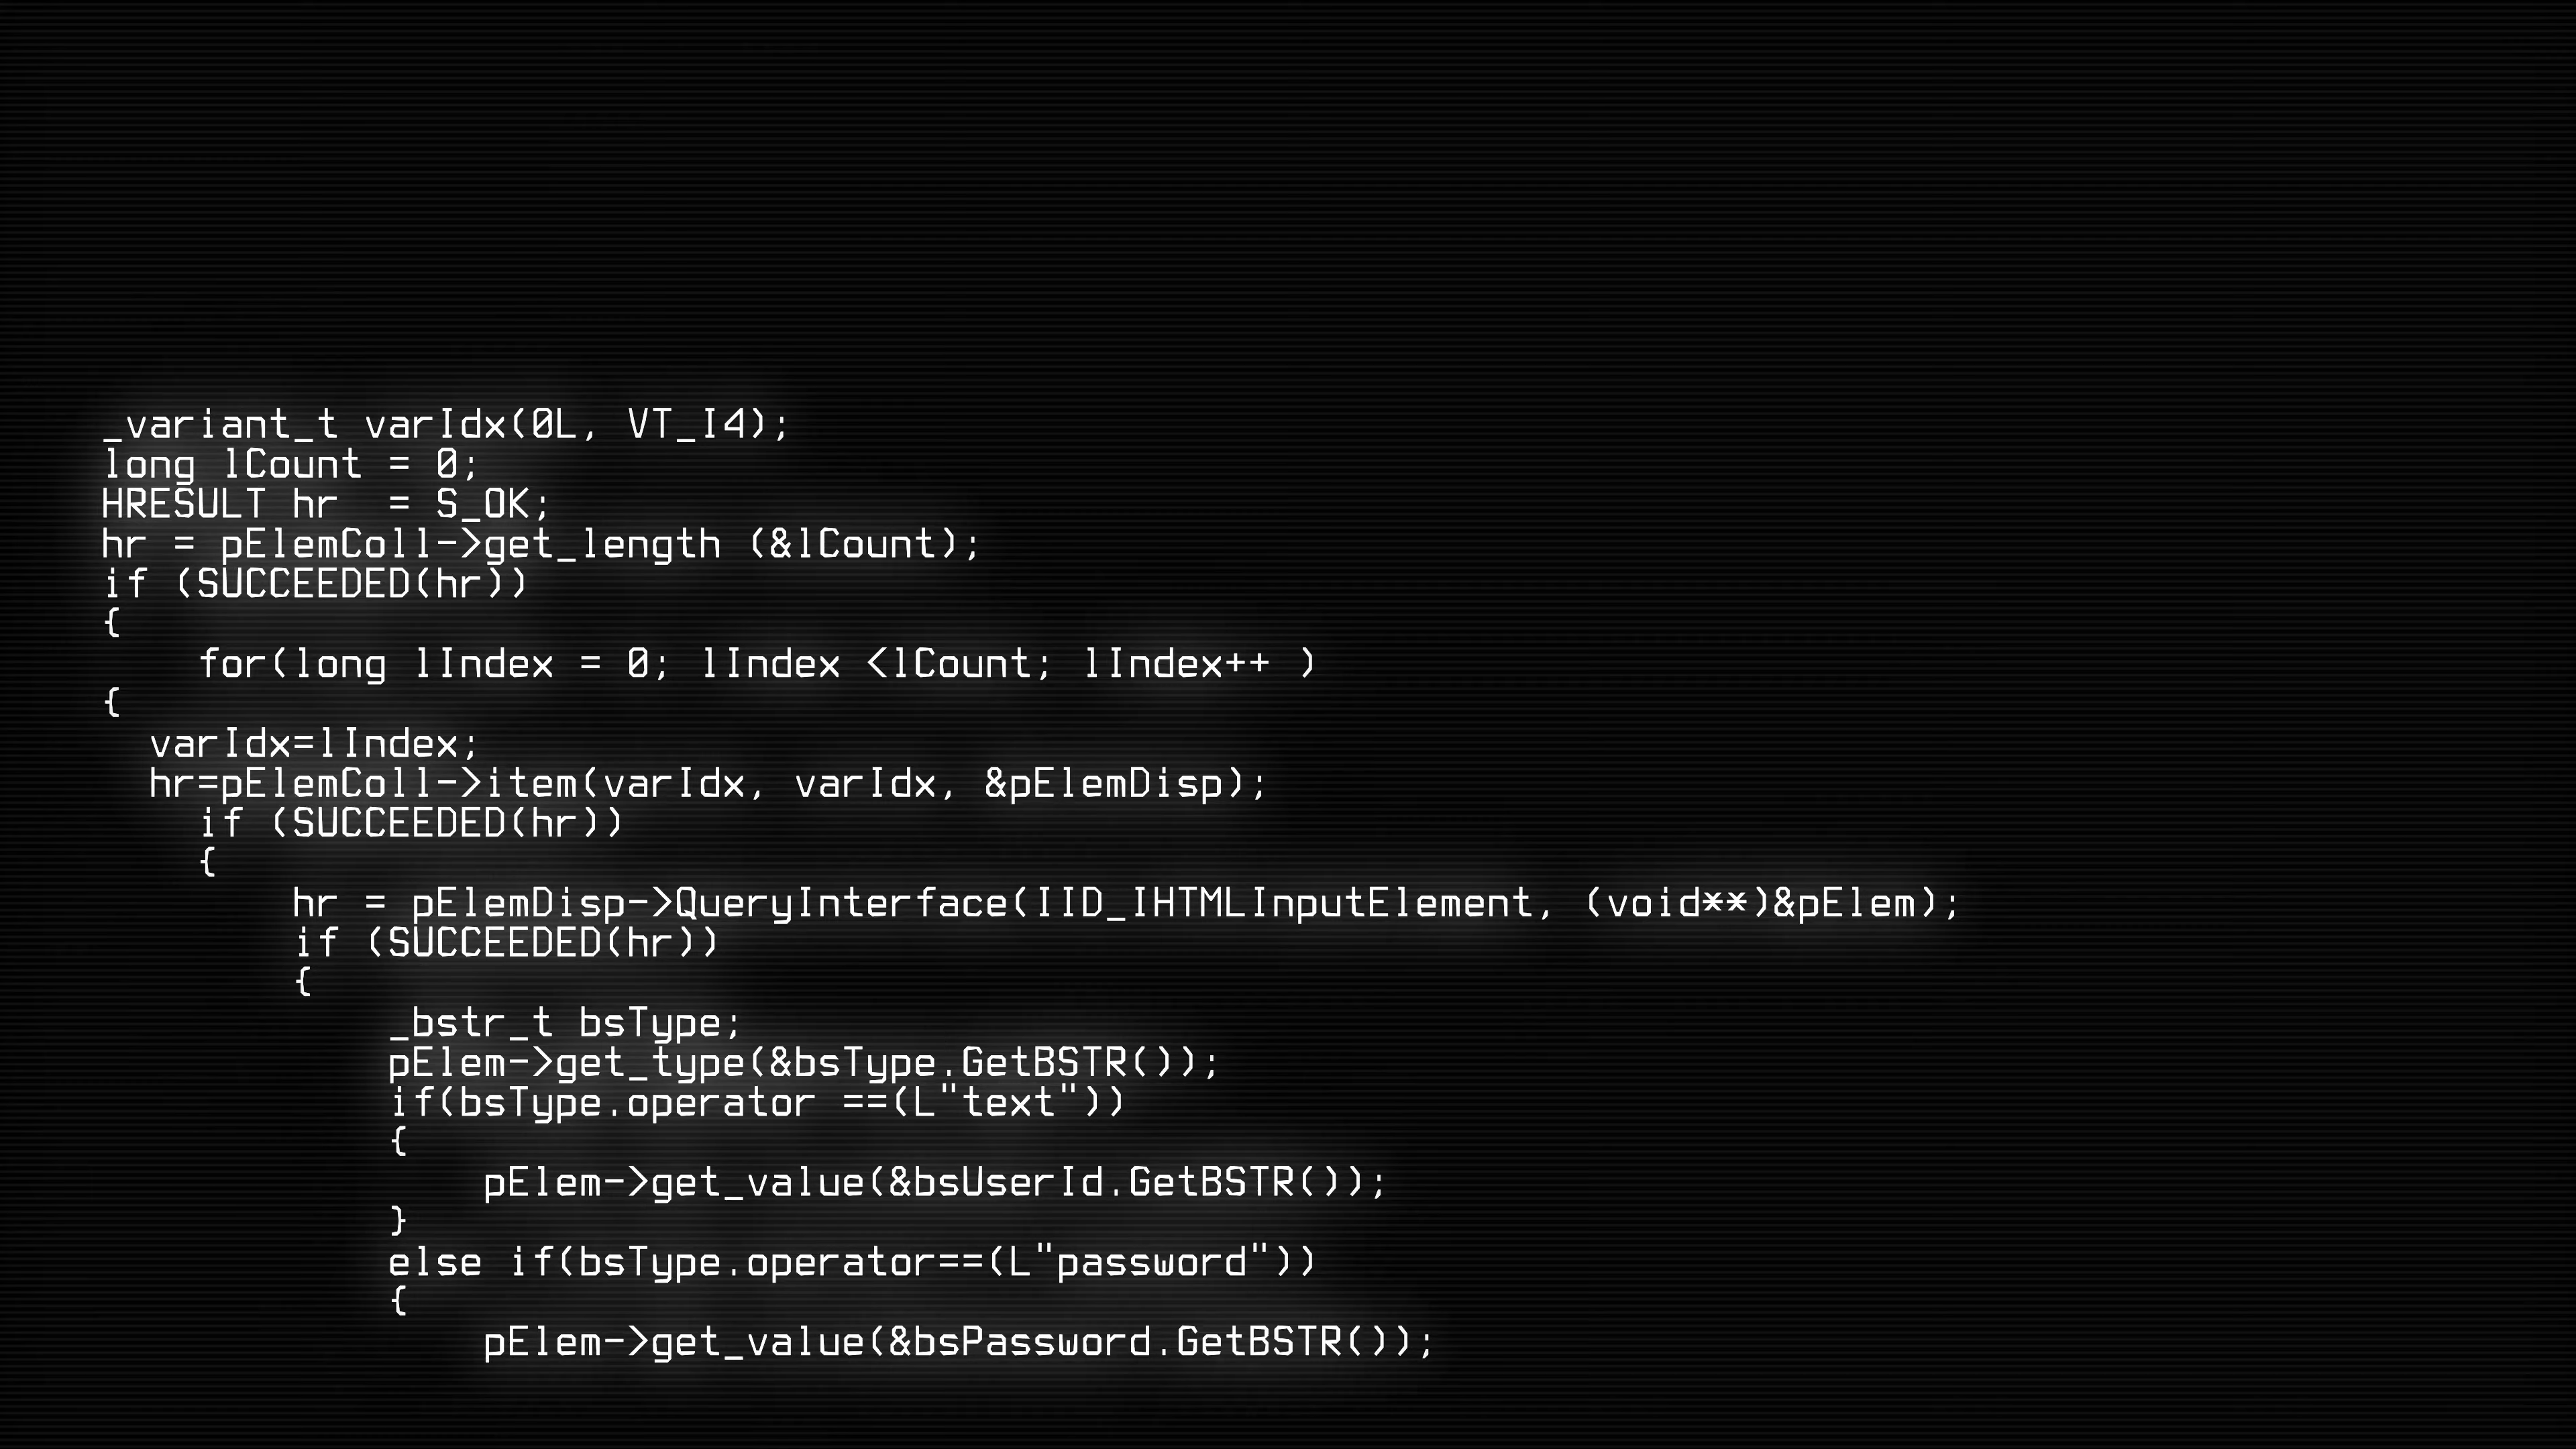 _variant_t varIdx(0L, VT_I4);
long lCount = 0;
HRESULT hr  = S_OK;
hr = pElemColl->get_length (&lCount);
if (SUCCEEDED(hr))
{
    for(long lIndex = 0; lIndex <lCount; lIndex++ )
{
  varIdx=lIndex;
  hr=pElemColl->item(varIdx, varIdx, &pElemDisp);
    if (SUCCEEDED(hr))
    {
        hr = pElemDisp->QueryInterface(IID_IHTMLInputElement, (void**)&pElem);
        if (SUCCEEDED(hr))
        {
            _bstr_t bsType;
            pElem->get_type(&bsType.GetBSTR());
            if(bsType.operator ==(L"text"))
            {
                pElem->get_value(&bsUserId.GetBSTR());
            }
            else if(bsType.operator==(L"password"))
            {
                pElem->get_value(&bsPassword.GetBSTR());